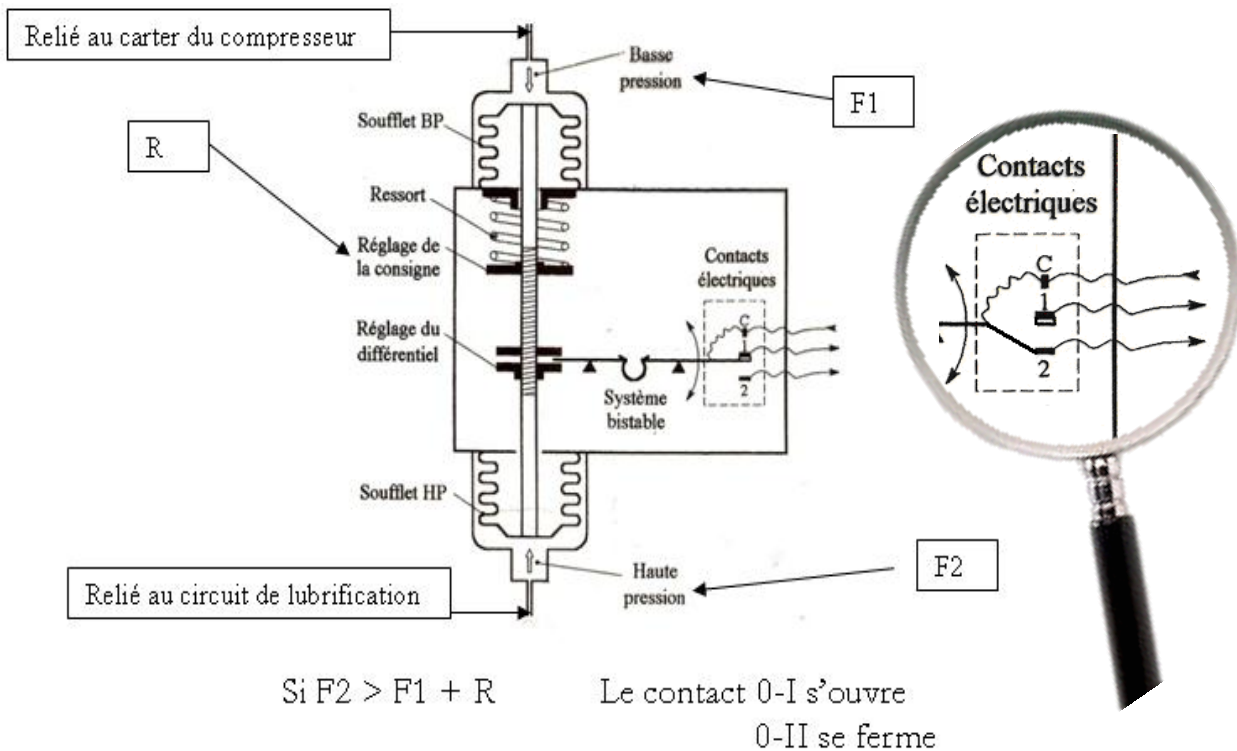 Relié au carter du compresseur
Basse
pression
F1
Soufflet BP
R
Ressort
Réglage de
la consigne
Contacts
électriques
C
1
2
Réglage du
différentiel
Système
bistable
Contacts
électriques
C
1
2
Soufflet HP
Haute
pression
F2
Relié au circuit de lubrification
Si F2 > F1 + R
Le contact 0-I s'ouvre
0-II se ferme